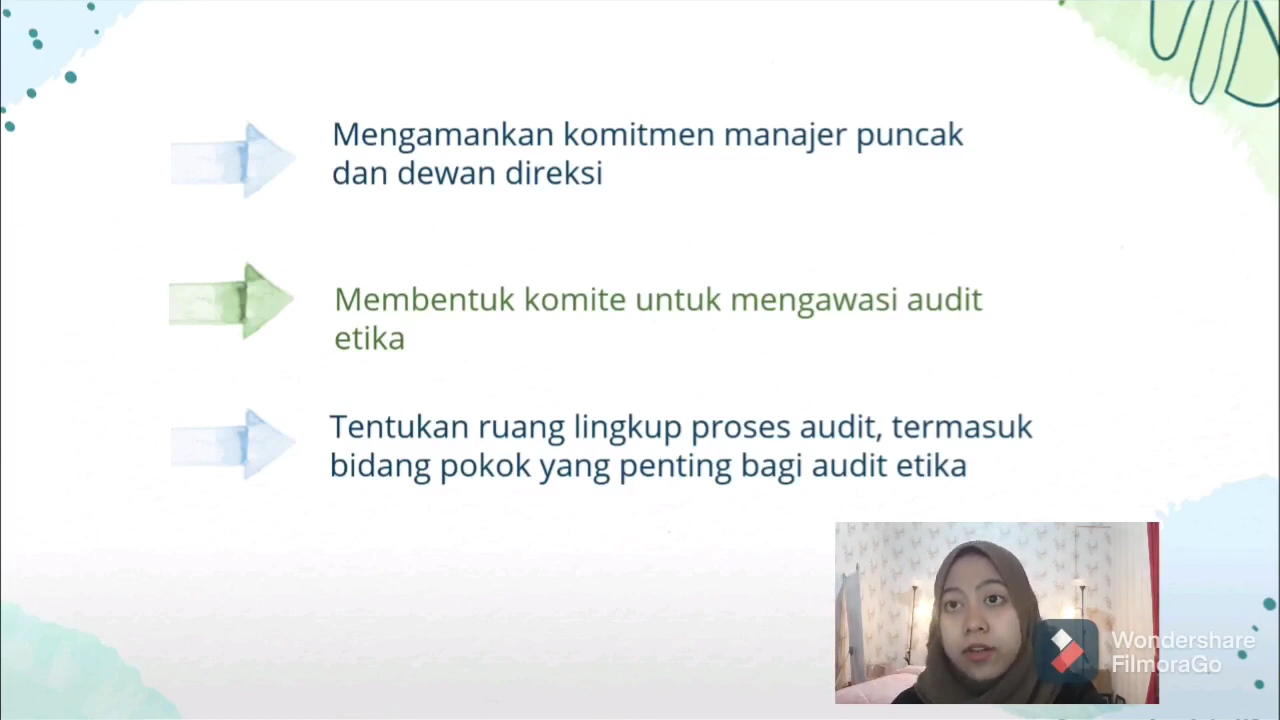 Mengamankan komitmen manajer puncak
dan dewan direksi
Membentuk komite untuk mengawasi audit
etika
Tentukan ruang lingkup proses audit, termasuk
bidang pokok yang penting bagi audit etika
Wondershare
FilmoraGo